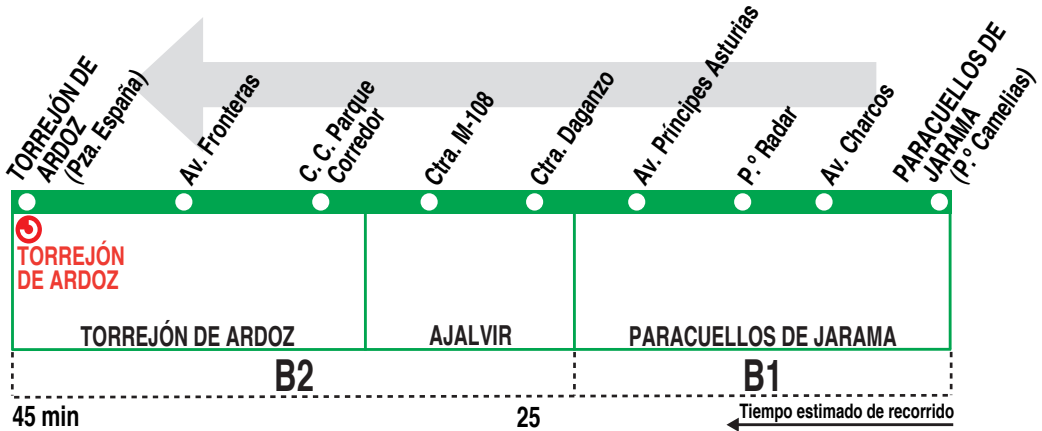 TORREJÓN DE
ARDOZ
(Pza. España)
Av. Fronteras
C. C. Parque
Corredor
Ctra. M-108
Ctra. Daganzo
Av. Príncipes Asturias
P.º Radar
Av. Charcos
PARACUELLOS DE
JARAMA
(P.º Camelias)
TORREJÓN
DE ARDOZ
TORREJÓN DE ARDOZ
AJALVIR
PARACUELLOS DE JARAMA
B2
B1
45 min
25
Tiempo estimado de recorrido